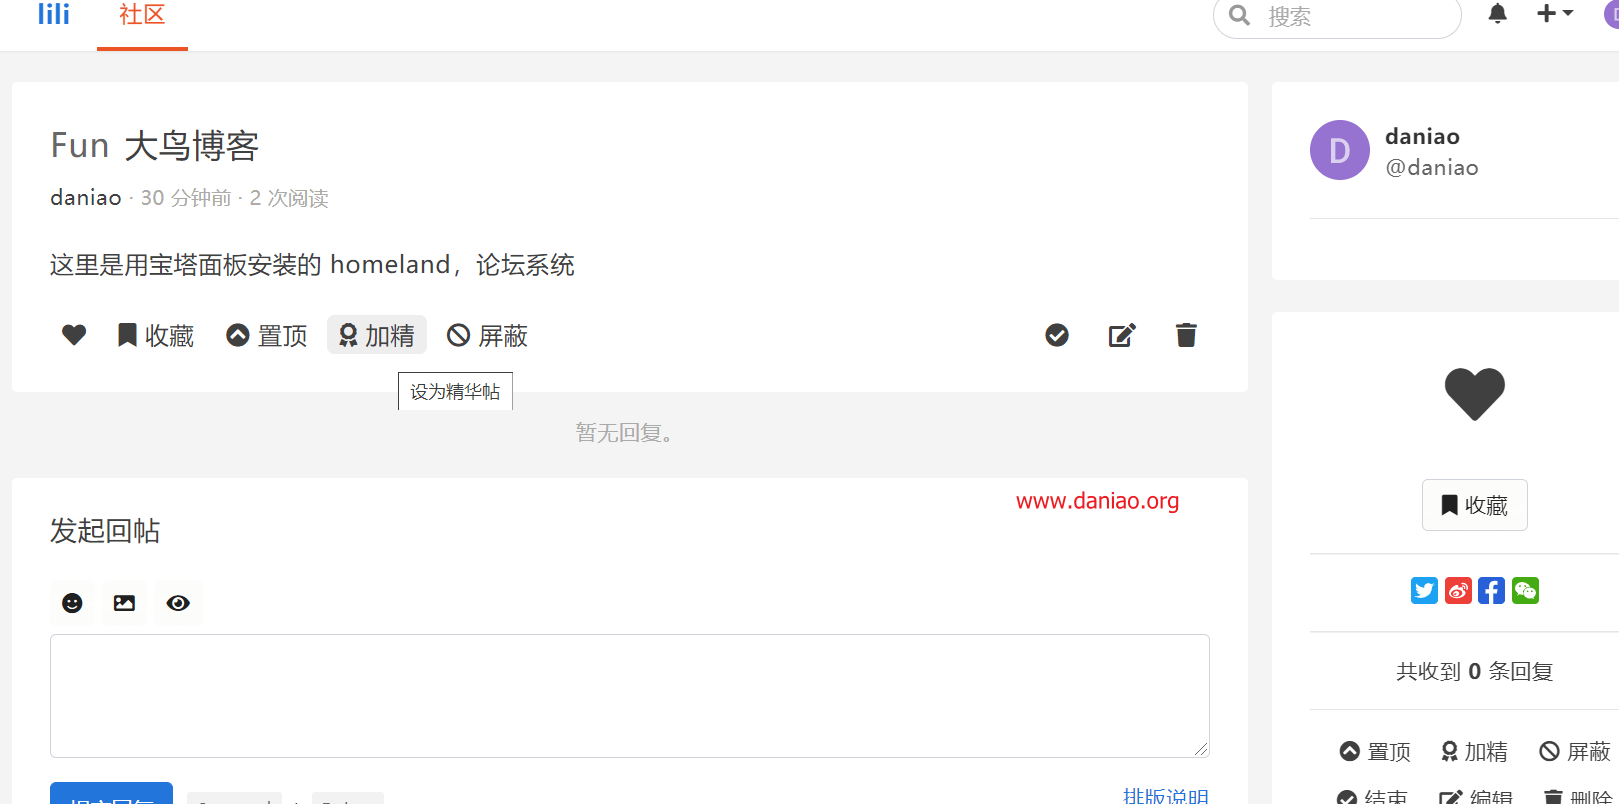 lili 社区 搜索
Fun 大鸟博客
daniao · 30 分钟前 · 2 次阅读
这里是用宝塔面板安装的 homeland，论坛系统
收藏 置顶 加精 屏蔽
设为精华帖
暂无回复。
www.daniao.org
发起回帖
排版说明
D
daniao
@daniao
收藏
共收到 0 条回复
置顶 加精 屏蔽
结束 编辑 删除